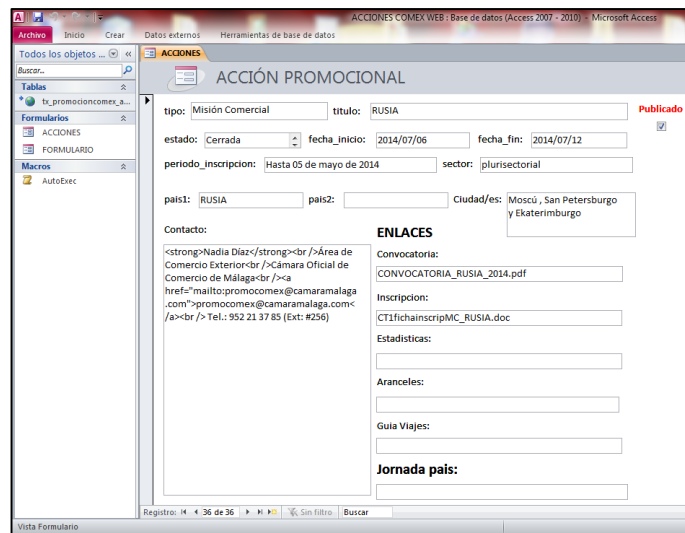 ACCIONES COMEX WEB : Base de datos (Access 2007 - 2010) - Microsoft Access
Archivo Inicio Crear Datos externos Herramientas de base de datos
Todos los objetos ...
Buscar...
Tablas
tx_promocioncomex_a...
Formularios
ACCIONES
FORMULARIO
Macros
AutoExec
ACCIONES
ACCIÓN PROMOCIONAL
tipo: Misión Comercial titulo: RUSIA Publicado
estado: Cerrada fecha_inicio: 2014/07/06 fecha_fin: 2014/07/12
periodo_inscripcion: Hasta 05 de mayo de 2014 sector: plurisectorial
pais1: RUSIA pais2: Ciudad/es: Moscú , San Petersburgo
y Ekaterimburgo
Contacto:
<strong>Nadia Díaz</strong><br />Área de
Comercio Exterior<br />Cámara Oficial de
Comercio de Málaga<br /><a
href="mailto:promocomex@camaramalaga
.com">promocomex@camaramalaga.com<
/a><br /> Tel.: 952 21 37 85 (Ext: #256)
ENLACES
Convocatoria:
CONVOCATORIA_RUSIA_2014.pdf
Inscripcion:
CT1fichainscripMC_RUSIA.doc
Estadisticas:
Aranceles:
Guia Viajes:
Jornada pais:
Registro: 36 de 36 Sin filtro Buscar
Vista Formulario